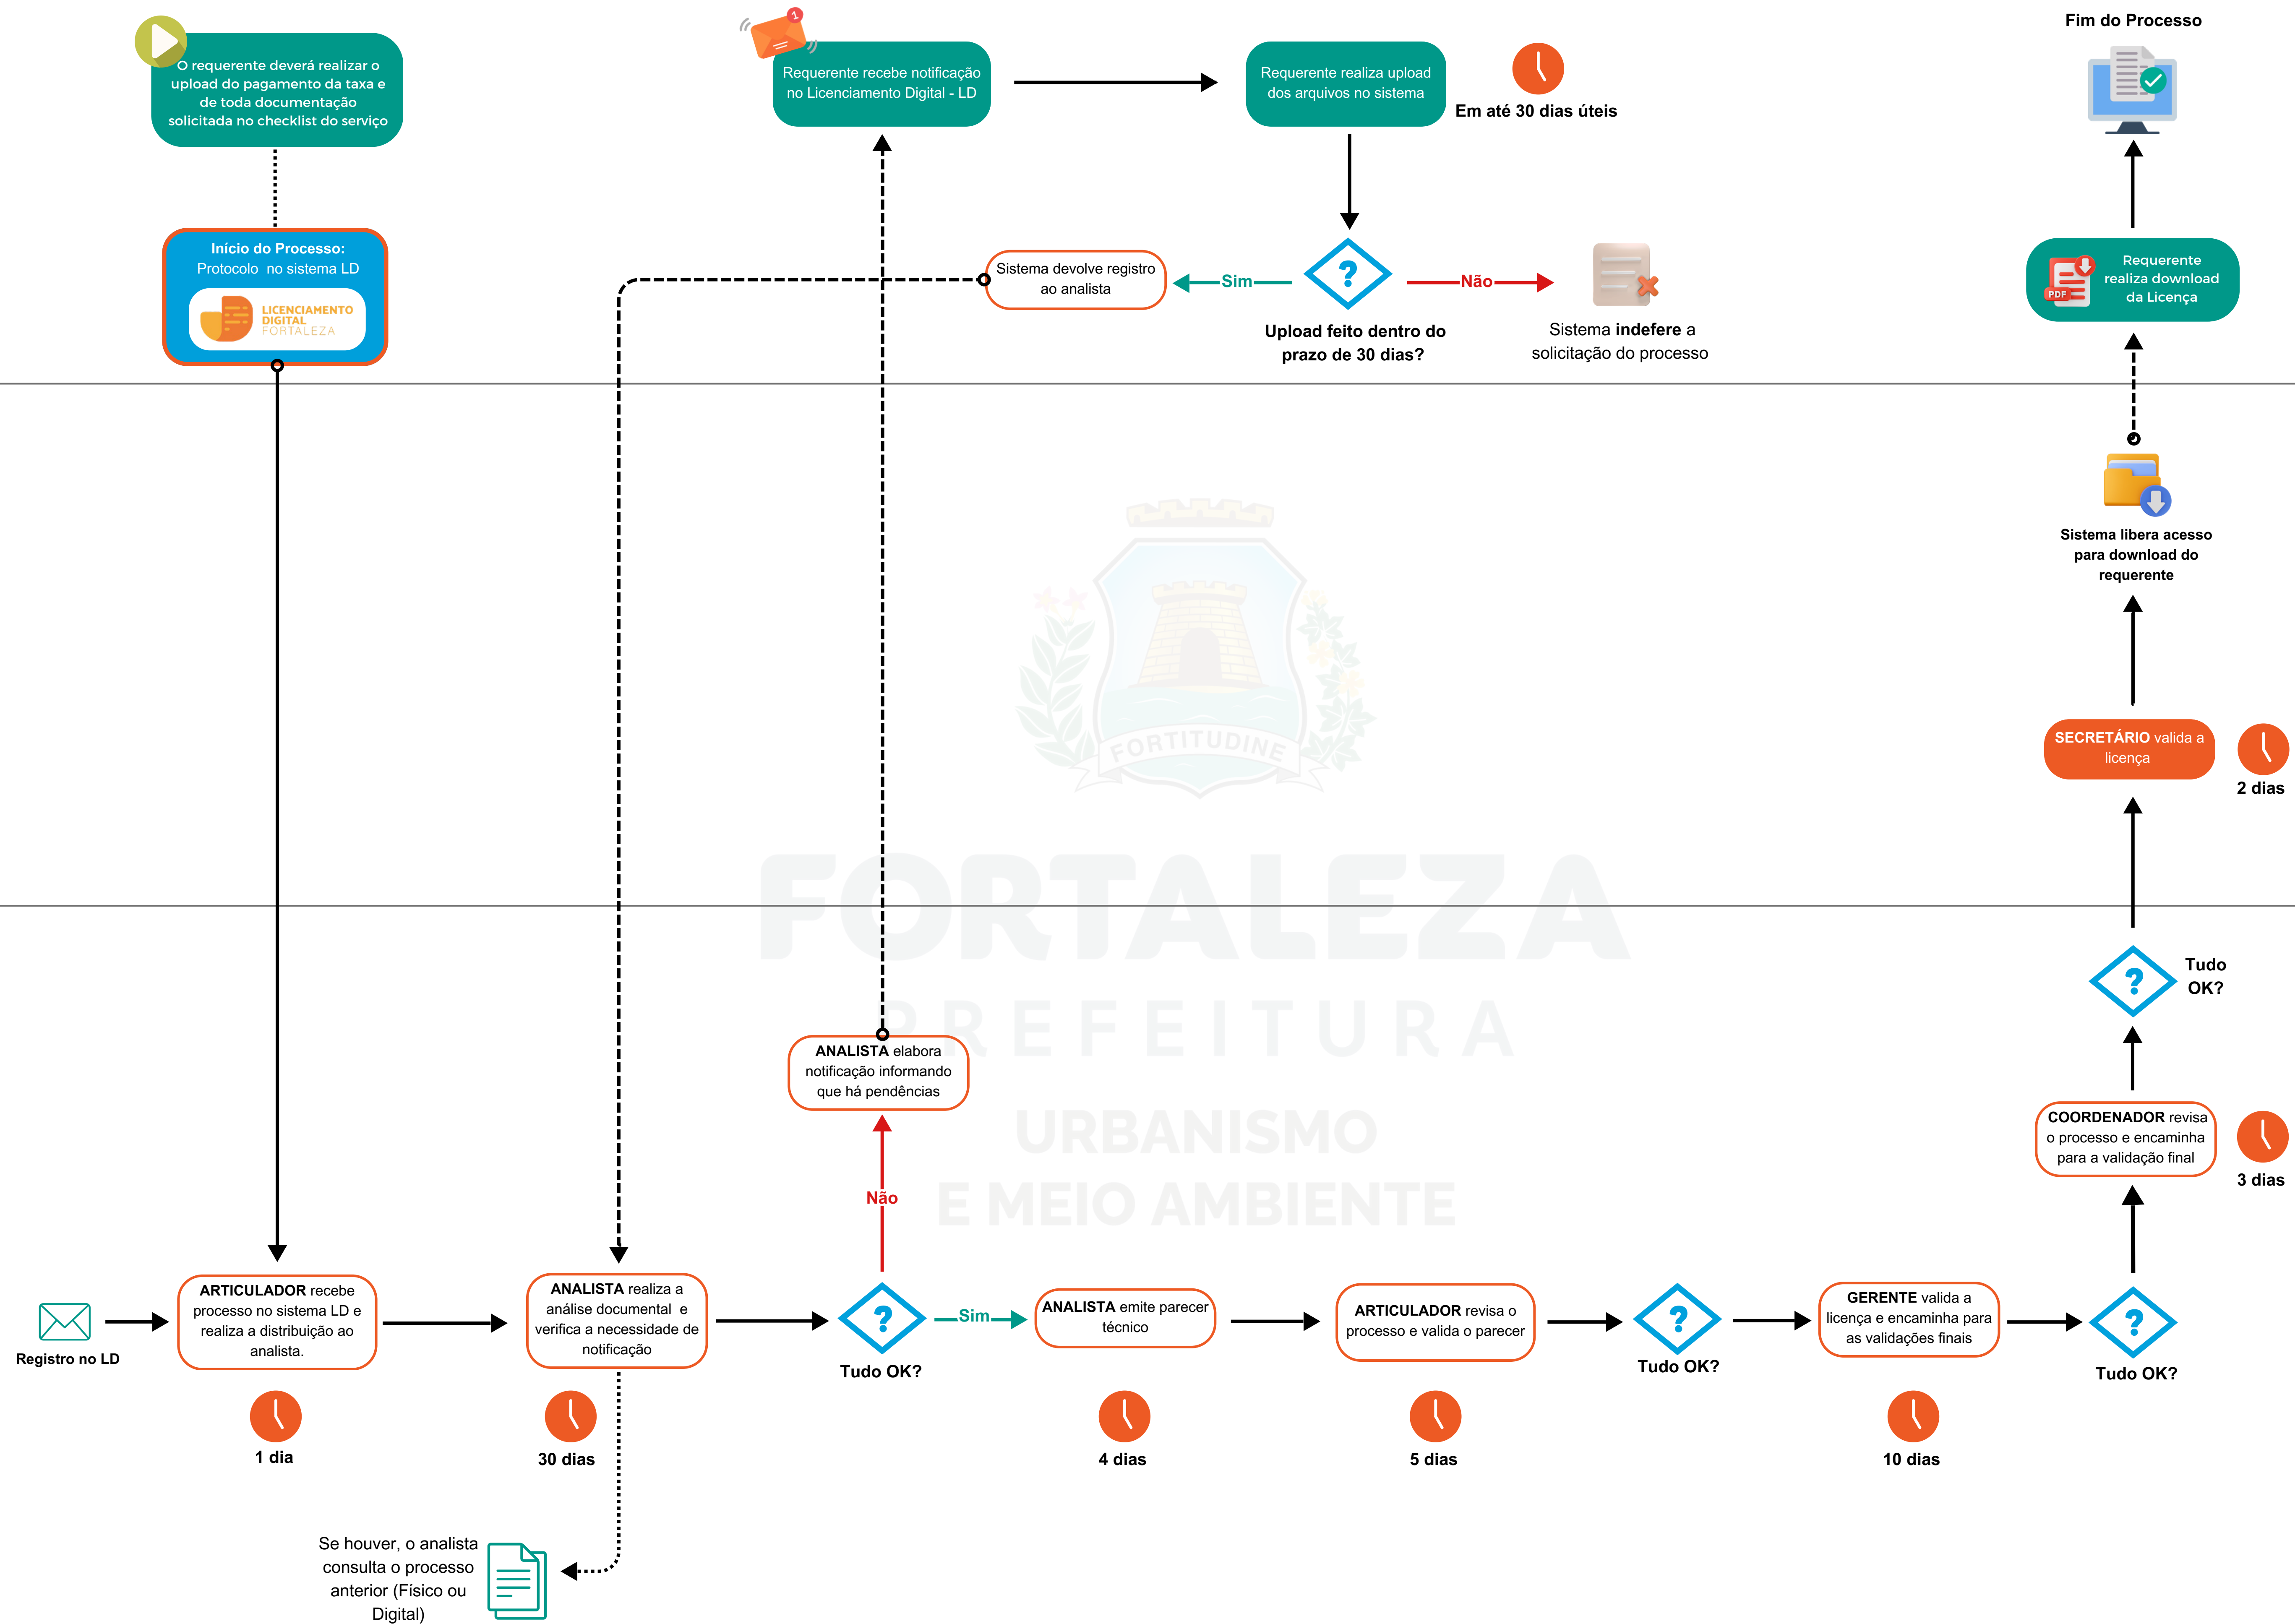 O requerente deverá realizar o
upload do pagamento da taxa e
de toda documentação
solicitada no checklist do serviço
1
Requerente recebe notificação
no Licenciamento Digital - LD
Requerente realiza upload
dos arquivos no sistema
Em até 30 dias úteis
Fim do Processo
Início do Processo:
Protocolo no sistema LD
LICENCIAMENTO
DIGITAL
FORTALEZA
Sistema devolve registro
ao analista
Sim
?
Não
Upload feito dentro do
prazo de 30 dias?
Sistema indefere a
solicitação do processo
PDF
Requerente
realiza download
da Licença
Sistema libera acesso
para download do
requerente
FORTITUDINE
SECRETÁRIO valida a
licença
2 dias
FORTALEZA
PREFEITURA
URBANISMO
E MEIO AMBIENTE
?
Tudo
OK?
ANALISTA elabora
notificação informando
que há pendências
COORDENADOR revisa
o processo e encaminha
para a validação final
3 dias
Não
Registro no LD
ARTICULADOR recebe
processo no sistema LD e
realiza a distribuição ao
analista.
1 dia
ANALISTA realiza a
análise documental e
verifica a necessidade de
notificação
30 dias
?
Tudo OK?
Sim
ANALISTA emite parecer
técnico
4 dias
ARTICULADOR revisa o
processo e valida o parecer
5 dias
?
Tudo OK?
GERENTE valida a
licença e encaminha para
as validações finais
10 dias
?
Tudo OK?
Se houver, o analista
consulta o processo
anterior (Físico ou
Digital)